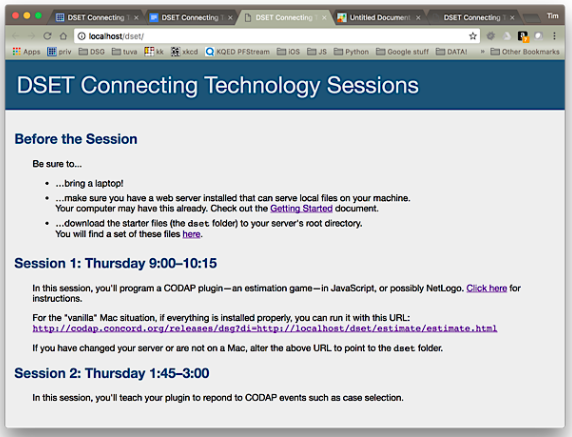 DSET Connecting T
DSET Connecting T
DSET Connecting T
Untitled Document
DSET Connecting T
Tim
localhost/dset/
Apps priv DSG tuva kk xkcd KQED PFStream iOS JS Python Google stuff DATA! » Other Bookmarks
DSET Connecting Technology Sessions
Before the Session
Be sure to...
• ...bring a laptop!
• ...make sure you have a web server installed that can serve local files on your machine.
Your computer may have this already. Check out the Getting Started document.
• ...download the starter files (the dset folder) to your server's root directory.
You will find a set of these files here.
Session 1: Thursday 9:00–10:15
In this session, you'll program a CODAP plugin—an estimation game—in JavaScript, or possibly NetLogo. Click here for
instructions.
For the "vanilla" Mac situation, if everything is installed properly, you can run it with this URL:
http://codap.concord.org/releases/dsg?di=http://localhost/dset/estimate/estimate.html
If you have changed your server or are not on a Mac, alter the above URL to point to the dset folder.
Session 2: Thursday 1:45–3:00
In this session, you'll teach your plugin to repond to CODAP events such as case selection.